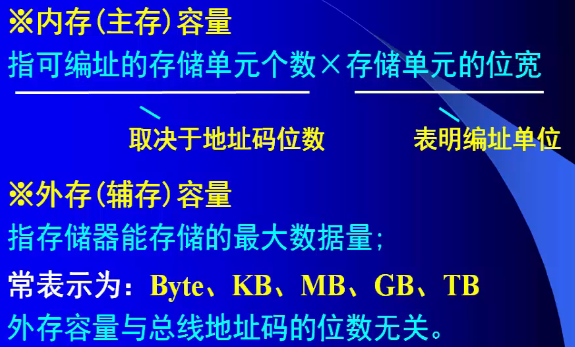 ※内存(主存)容量
指可编址的存储单元个数×存储单元的位宽
取决于地址码位数 表明编址单位
※外存(辅存)容量
指存储器能存储的最大数据量;
常表示为：Byte、KB、MB、GB、TB
外存容量与总线地址码的位数无关。